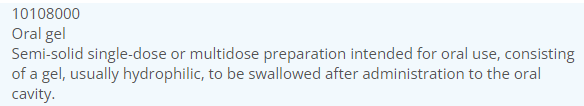 10108000
Oral gel
Semi-solid single-dose or multidose preparation intended for oral use, consisting
of a gel, usually hydrophilic, to be swallowed after administration to the oral
cavity.